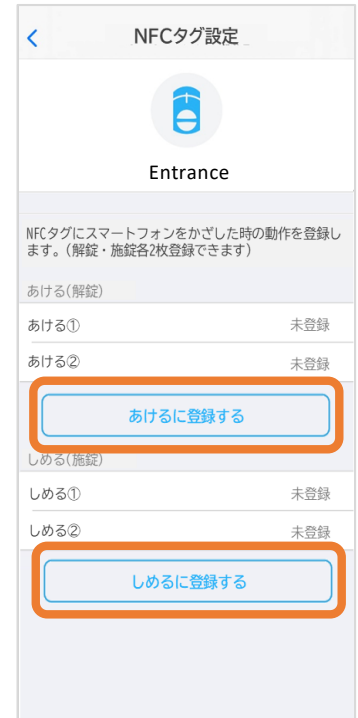 NFCタグ設定
Entrance
NFCタグにスマートフォンをかざした時の動作を登録し
ます。(解錠・施錠各2枚登録できます)
あける(解錠)
あける① 未登録
あける② 未登録
あけるに登録する
しめる(施錠)
しめる① 未登録
しめる② 未登録
しめるに登録する